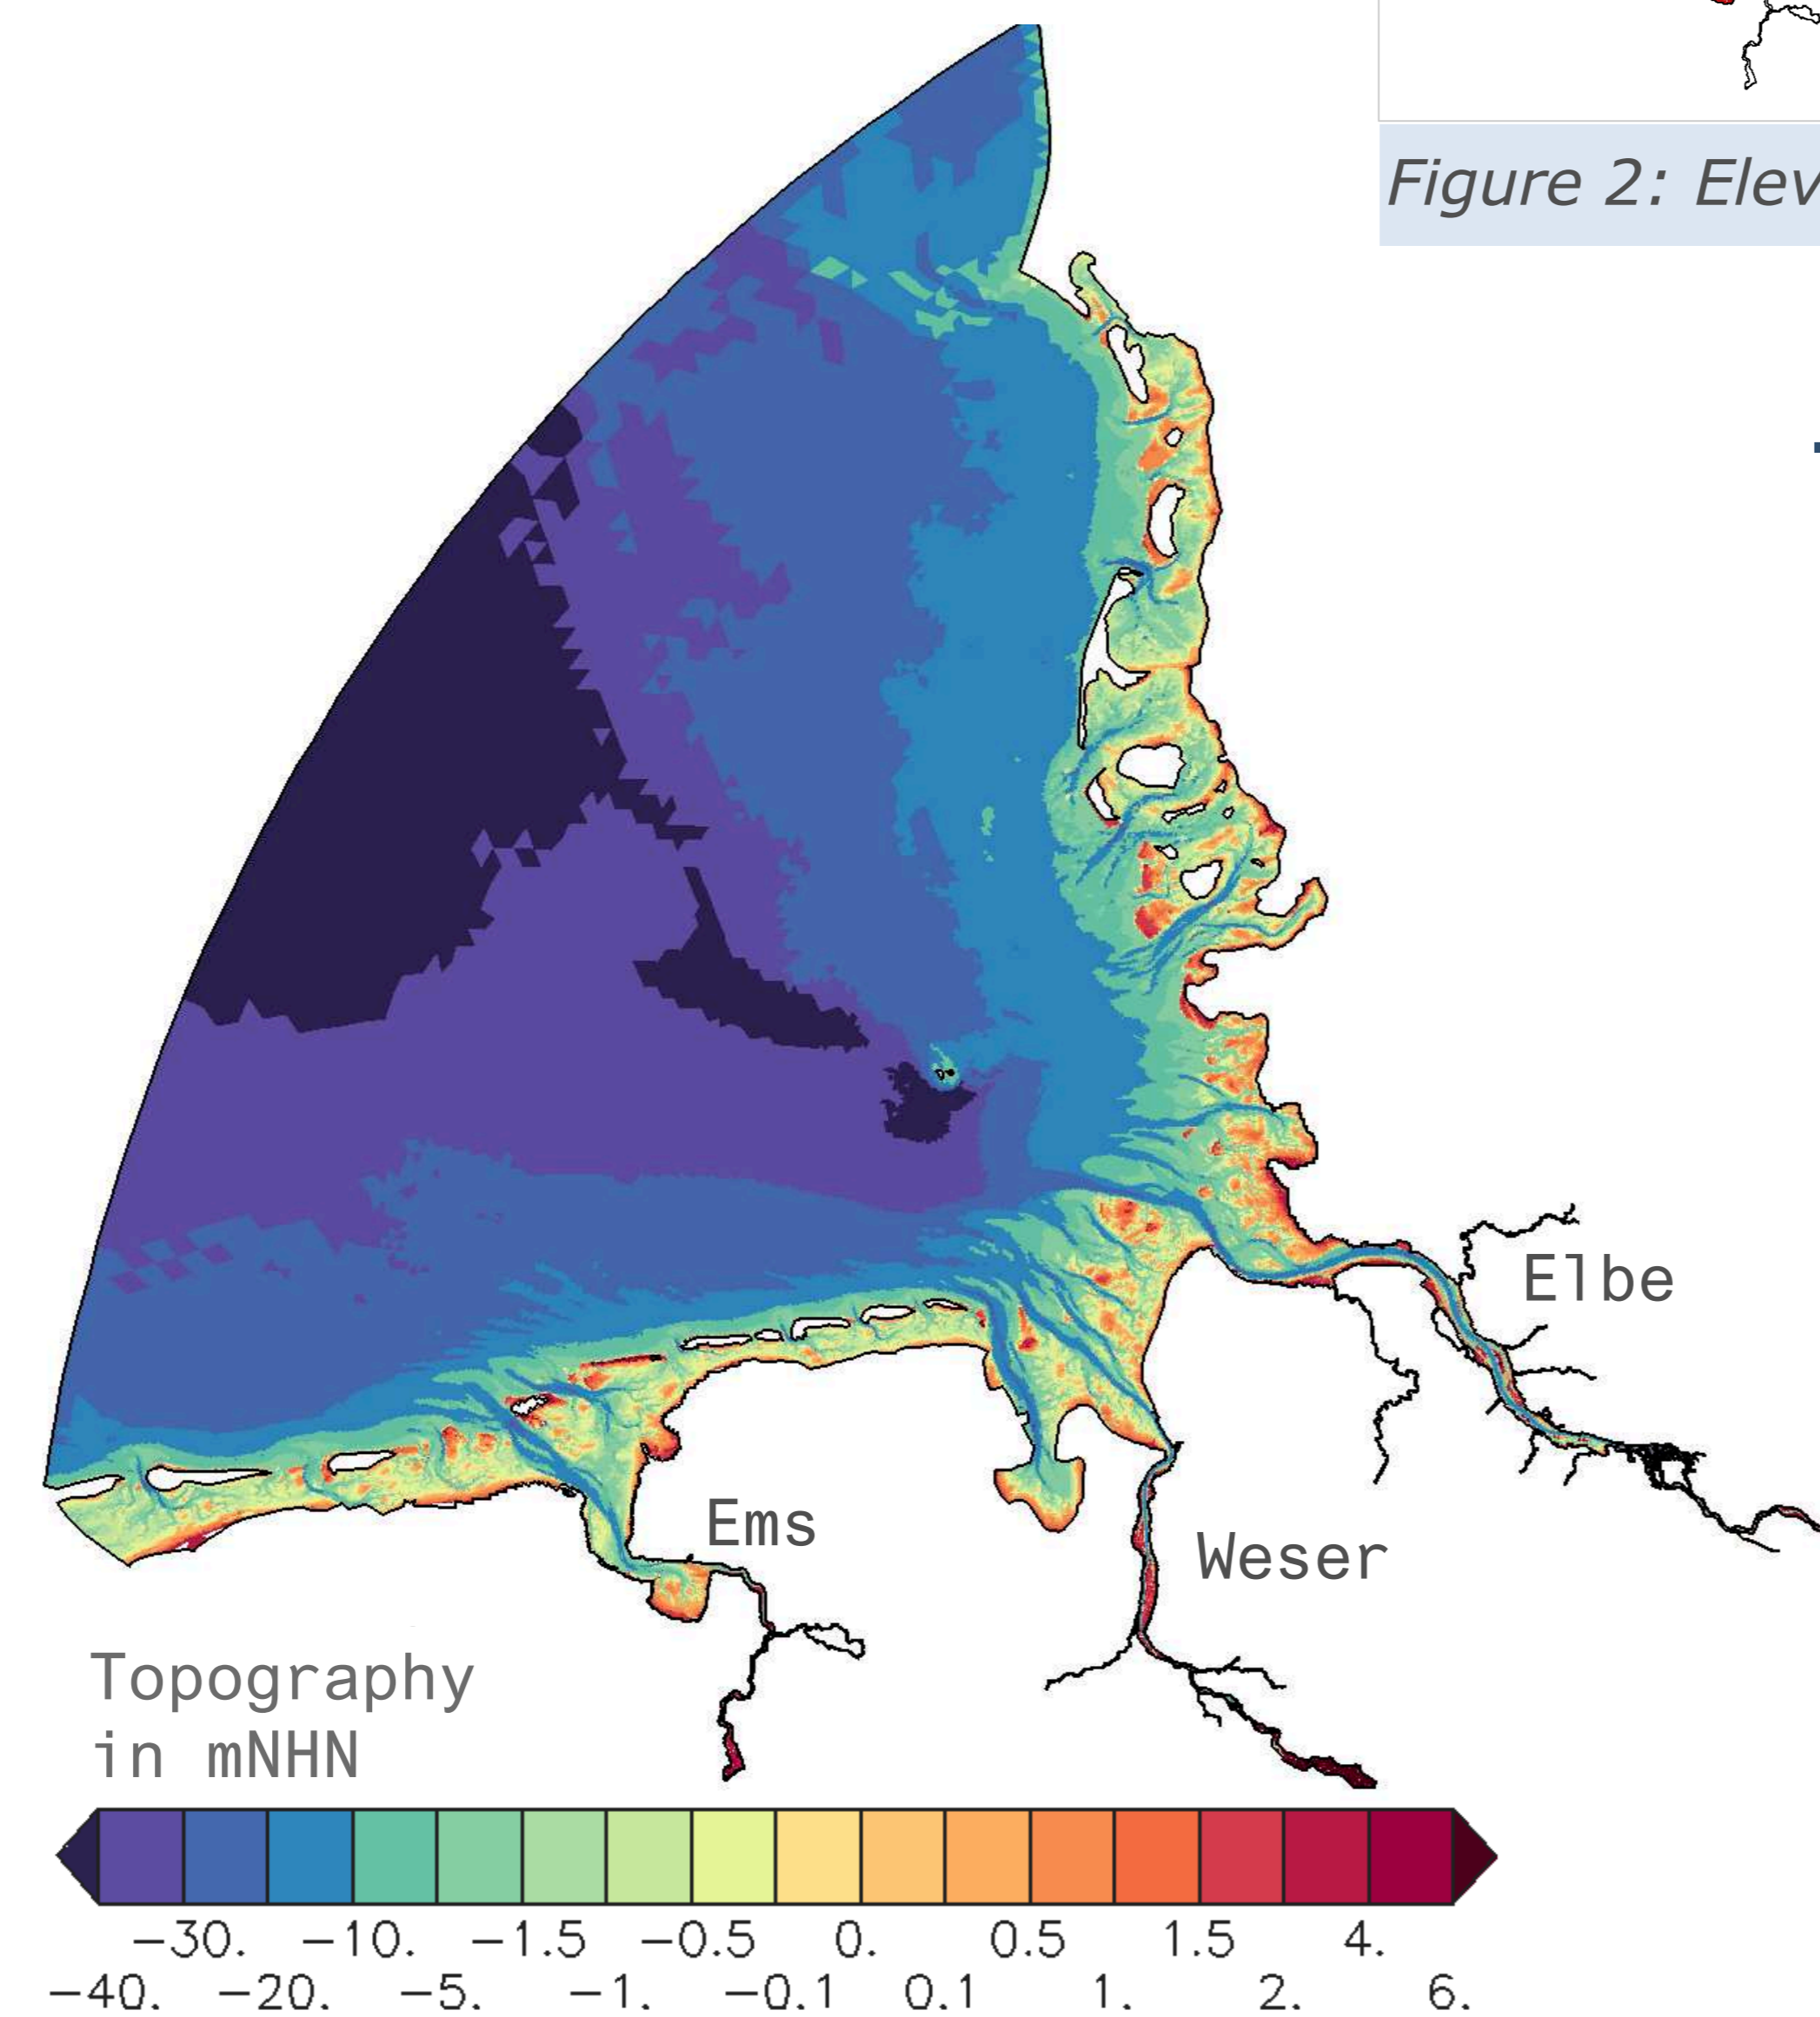 Figure 2: Elev
Elbe
Ems
Weser
Topography
in mNHN
−30. −10. −1.5 −0.5 0. 0.5 1.5 4.
−40. −20. −5. −1. −0.1 0.1 1. 2. 6.